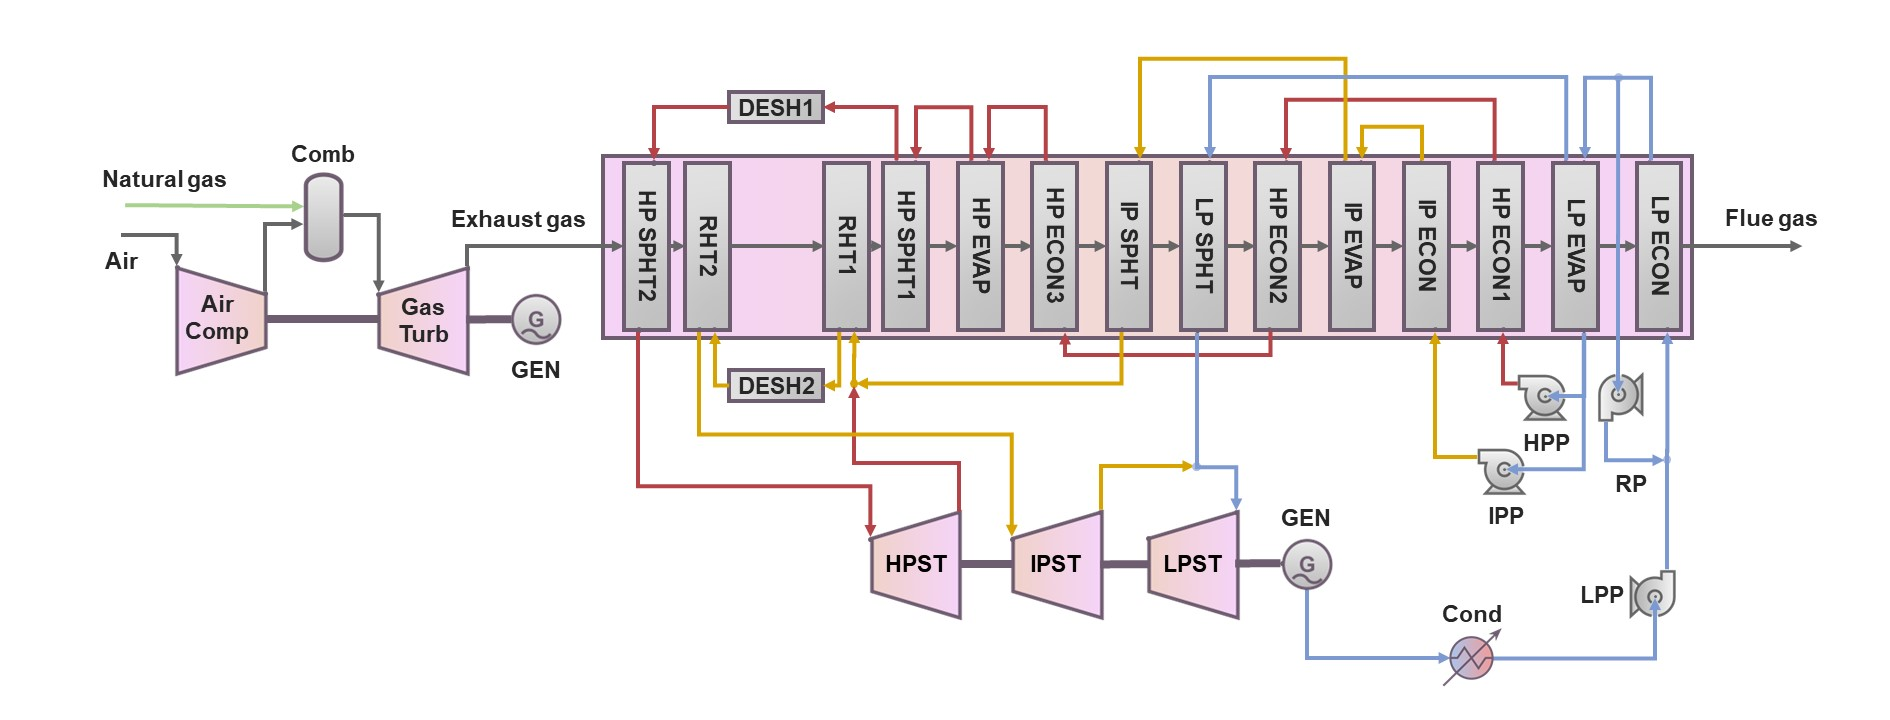 Natural gas
Air
Comb
Air
Comp
Gas
Turb
Exhaust gas
G
GEN
DESH1
HP SPHT2
RHT2
RHT1
HP SPHT1
HP EVAP
HP ECON3
IP SPHT
LP SPHT
HP ECON2
IP EVAP
IP ECON
HP ECON1
LP EVAP
LP ECON
Flue gas
DESH2
C
HPP
C
RP
C
IPP
HPST
IPST
LPST
GEN
G
Cond
LPP
C